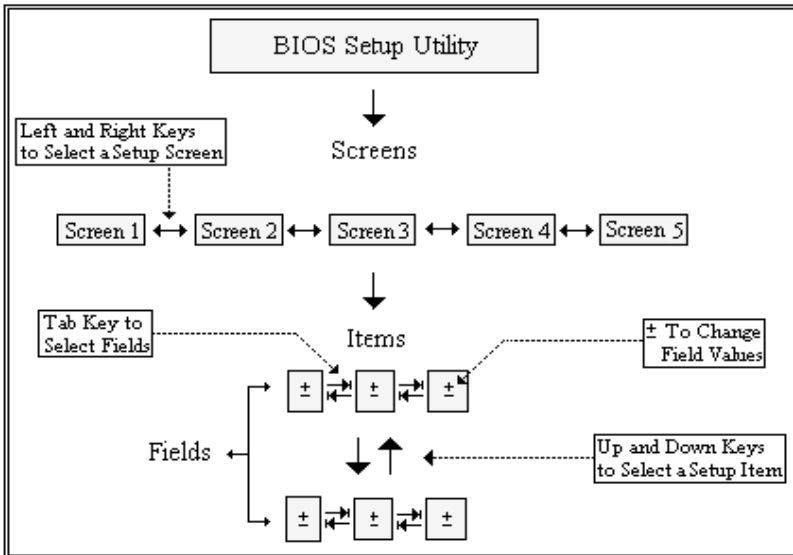 BIOS Setup Utility
Left and Right Keys
to Select a Setup Screen
Screens
Screen 1
Screen 2
Screen 3
Screen 4
Screen 5
Tab Key to
Select Fields
Items
± To Change
Field Values
± ± ±
Fields
Up and Down Keys
to Select a Setup Item
± ± ±